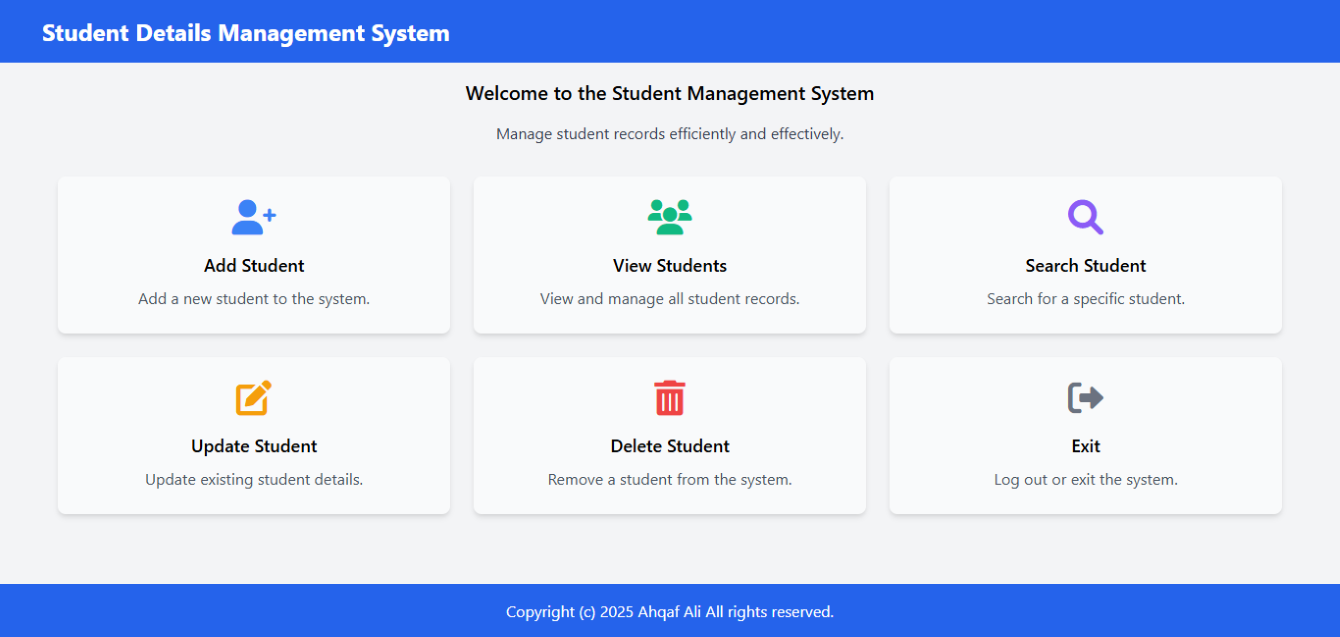 Student Details Management System
Welcome to the Student Management System
Manage student records efficiently and effectively.
Add Student
Add a new student to the system.
View Students
View and manage all student records.
Search Student
Search for a specific student.
Update Student
Update existing student details.
Delete Student
Remove a student from the system.
Exit
Log out or exit the system.
Copyright (c) 2025 Ahqaf Ali All rights reserved.